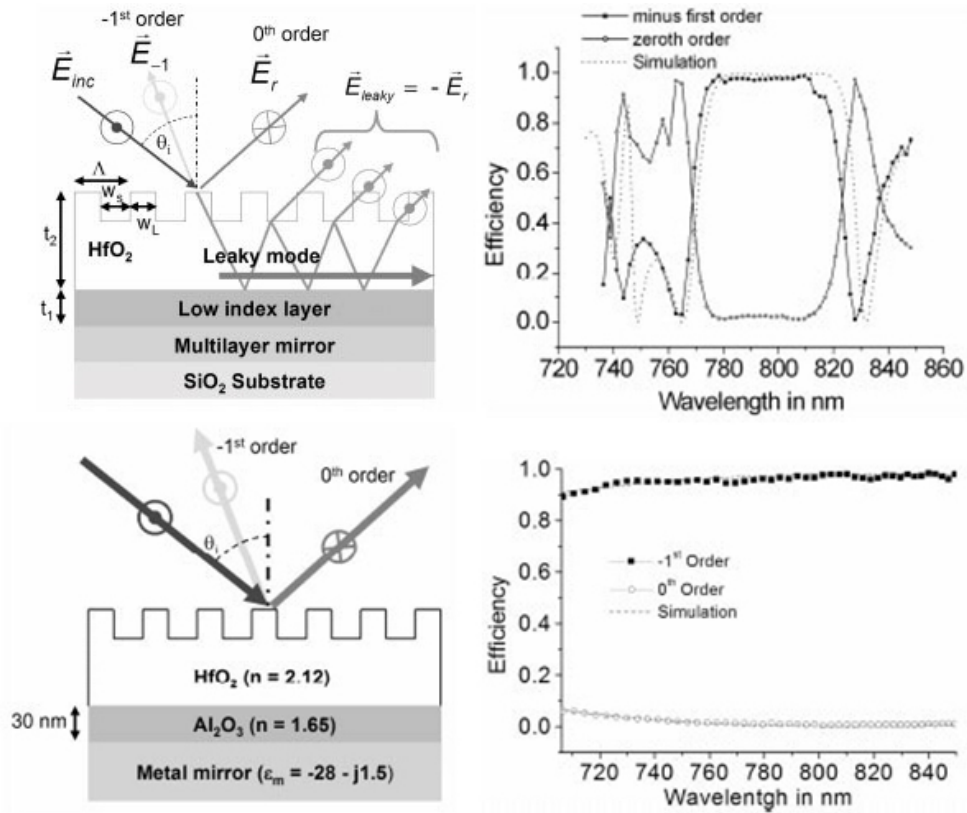 -1st order
0th order
E⃗inc
E⃗-1
E⃗r
E⃗leaky = - E⃗r
θi
Λ
ws
wL
t2
HfO2
Leaky mode
t1
Low index layer
Multilayer mirror
SiO2 Substrate
minus first order
zeroth order
Simulation
1.0
0.8
0.6
0.4
0.2
0.0
Efficiency
720 740 760 780 800 820 840 860
Wavelength in nm
-1st order
0th order
θi
HfO2 (n = 2.12)
30 nm
Al2O3 (n = 1.65)
Metal mirror (εm = -28 - j1.5)
1.0
0.8
0.6
0.4
0.2
0.0
Efficiency
-1st Order
0th Order
Simulation
720 740 760 780 800 820 840
Wavelentgh in nm